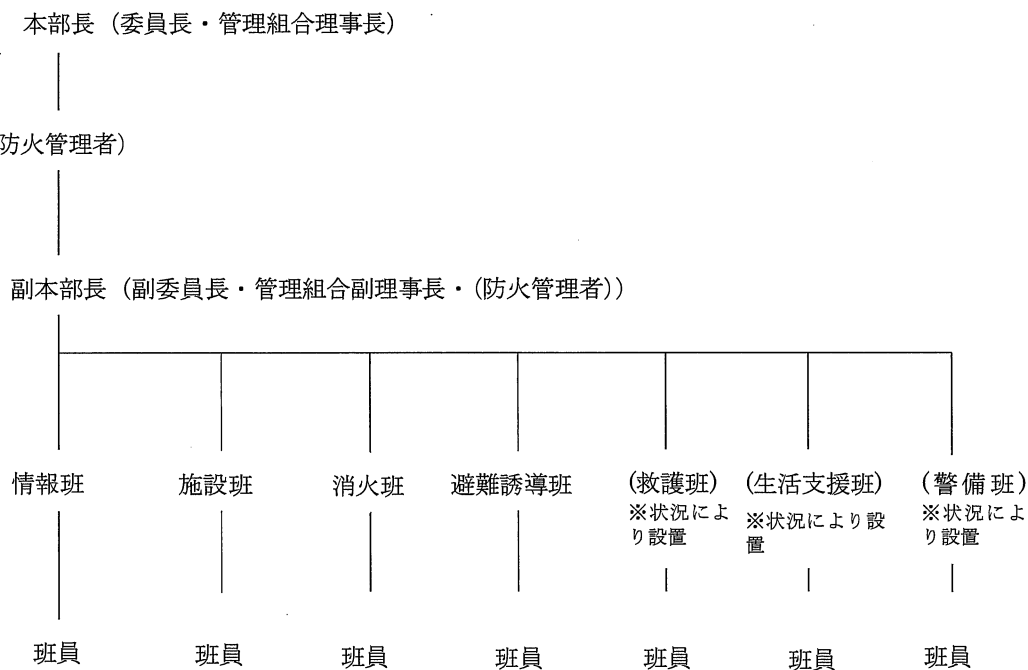 本部長（委員長・管理組合理事長）
防火管理者）
副本部長（副委員長・管理組合副理事長・(防火管理者)）
情報班 施設班 消火班 避難誘導班 (救護班) (生活支援班) (警備班)
※状況によ
り設置
※状況により設
置
※状況によ
り設置
班員 班員 班員 班員 班員 班員 班員